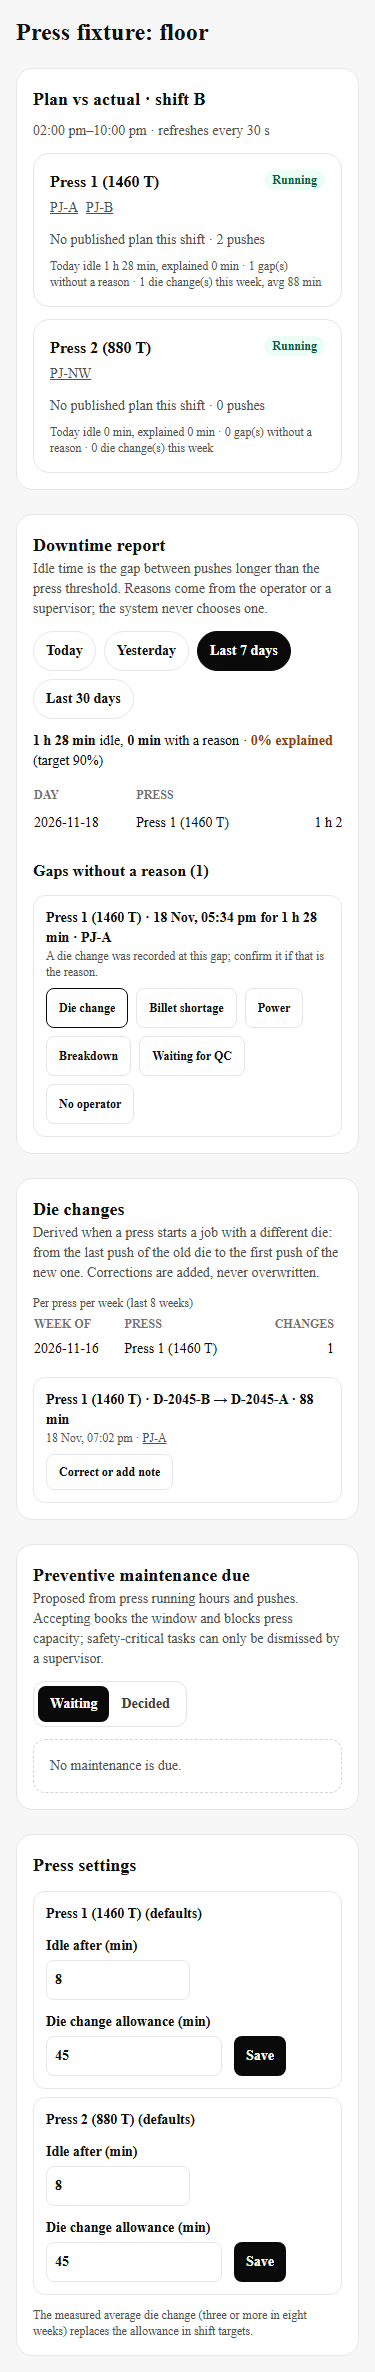 Press fixture: floor
Plan vs actual · shift B
02:00 pm–10:00 pm · refreshes every 30 s
Press 1 (1460 T)
Running
PJ-A PJ-B
No published plan this shift · 2 pushes
Today idle 1 h 28 min, explained 0 min · 1 gap(s)
without a reason · 1 die change(s) this week, avg 88 min
Press 2 (880 T)
Running
PJ-NW
No published plan this shift · 0 pushes
Today idle 0 min, explained 0 min · 0 gap(s) without a
reason · 0 die change(s) this week
Downtime report
Idle time is the gap between pushes longer than the
press threshold. Reasons come from the operator or a
supervisor; the system never chooses one.
Today Yesterday Last 7 days
Last 30 days
1 h 28 min idle, 0 min with a reason · 0% explained
(target 90%)
DAY PRESS
2026-11-18 Press 1 (1460 T) 1 h 2
Gaps without a reason (1)
Press 1 (1460 T) · 18 Nov, 05:34 pm for 1 h 28
min · PJ-A
A die change was recorded at this gap; confirm it if that is
the reason.
Die change Billet shortage Power
Breakdown Waiting for QC
No operator
Die changes
Derived when a press starts a job with a different die:
from the last push of the old die to the first push of the
new one. Corrections are added, never overwritten.
Per press per week (last 8 weeks)
WEEK OF PRESS CHANGES
2026-11-16 Press 1 (1460 T) 1
Press 1 (1460 T) · D-2045-B → D-2045-A · 88
min
18 Nov, 07:02 pm · PJ-A
Correct or add note
Preventive maintenance due
Proposed from press running hours and pushes.
Accepting books the window and blocks press
capacity; safety-critical tasks can only be dismissed by
a supervisor.
Waiting Decided
No maintenance is due.
Press settings
Press 1 (1460 T) (defaults)
Idle after (min)
8
Die change allowance (min)
45 Save
Press 2 (880 T) (defaults)
Idle after (min)
8
Die change allowance (min)
45 Save
The measured average die change (three or more in eight
weeks) replaces the allowance in shift targets.